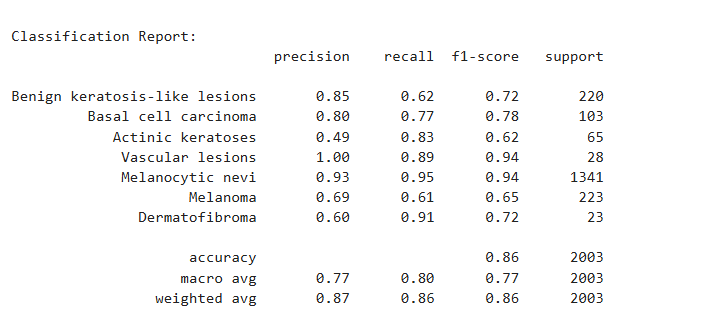 Classification Report:
precision recall f1-score support
Benign keratosis-like lesions 0.85 0.62 0.72 220
Basal cell carcinoma 0.80 0.77 0.78 103
Actinic keratoses 0.49 0.83 0.62 65
Vascular lesions 1.00 0.89 0.94 28
Melanocytic nevi 0.93 0.95 0.94 1341
Melanoma 0.69 0.61 0.65 223
Dermatofibroma 0.60 0.91 0.72 23
accuracy 0.86 2003
macro avg 0.77 0.80 0.77 2003
weighted avg 0.87 0.86 0.86 2003